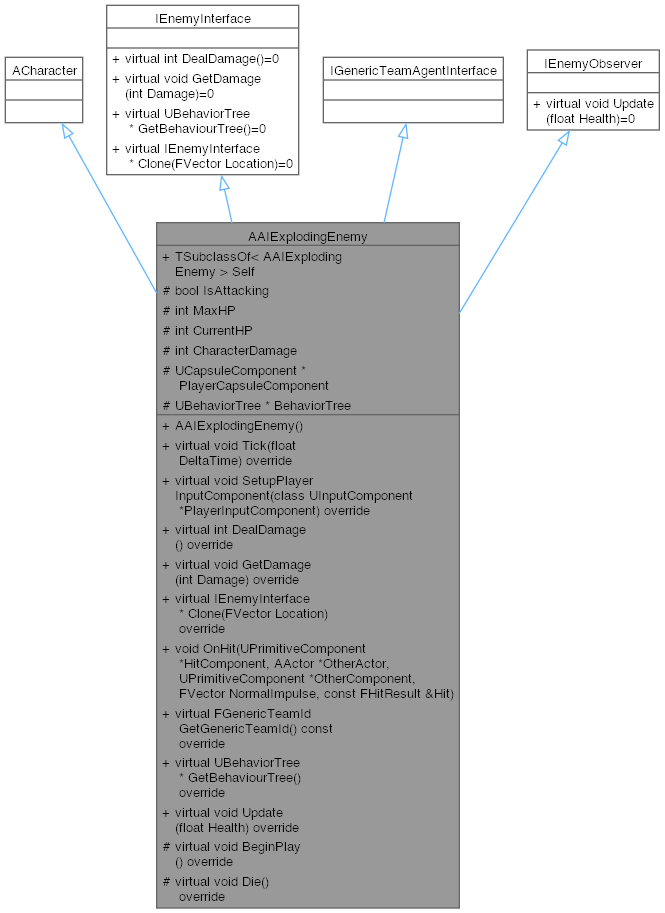 IEnemyInterface
+ virtual int DealDamage()=0
+ virtual void GetDamage
(int Damage)=0
+ virtual UBehaviorTree
* GetBehaviourTree()=0
+ virtual IEnemyInterface
* Clone(FVector Location)=0
ACharacter
IGenericTeamAgentInterface
IEnemyObserver
+ virtual void Update
(float Health)=0
AAIExplodingEnemy
+ TSubclassOf< AAIExploding
Enemy > Self
# bool IsAttacking
# int MaxHP
# int CurrentHP
# int CharacterDamage
# UCapsuleComponent *
PlayerCapsuleComponent
# UBehaviorTree * BehaviorTree
+ AAIExplodingEnemy()
+ virtual void Tick(float
DeltaTime) override
+ virtual void SetupPlayer
InputComponent(class UInputComponent
*PlayerInputComponent) override
+ virtual int DealDamage
() override
+ virtual void GetDamage
(int Damage) override
+ virtual IEnemyInterface
* Clone(FVector Location)
override
+ void OnHit(UPrimitiveComponent
*HitComponent, AActor *OtherActor,
UPrimitiveComponent *OtherComponent,
FVector NormalImpulse, const FHitResult &Hit)
+ virtual FGenericTeamId
GetGenericTeamId() const
override
+ virtual UBehaviorTree
* GetBehaviourTree()
override
+ virtual void Update
(float Health) override
# virtual void BeginPlay
() override
# virtual void Die()
override